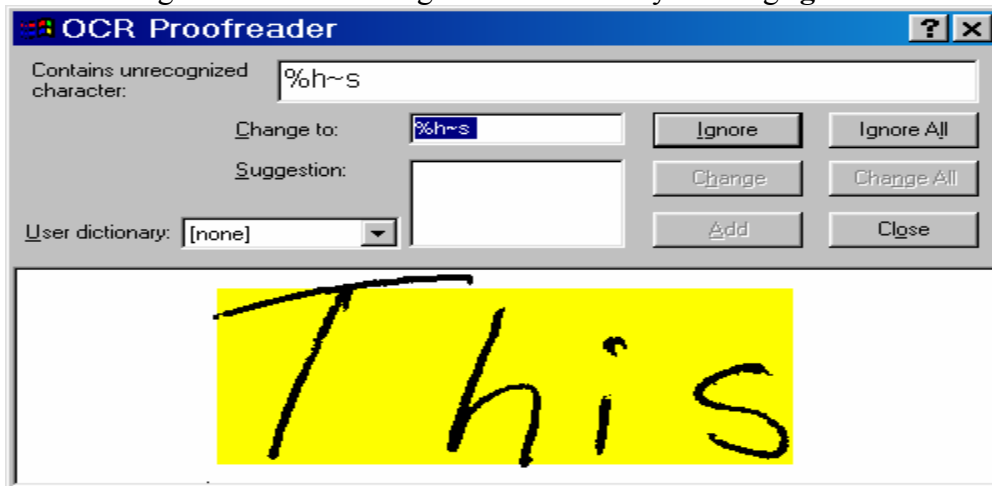 OCR Proofreader
Contains unrecognized character:
%h~s
Change to:
%h~s
Ignore
Ignore All
Suggestion:
Change
Change All
User dictionary:
[none]
Add
Close
This